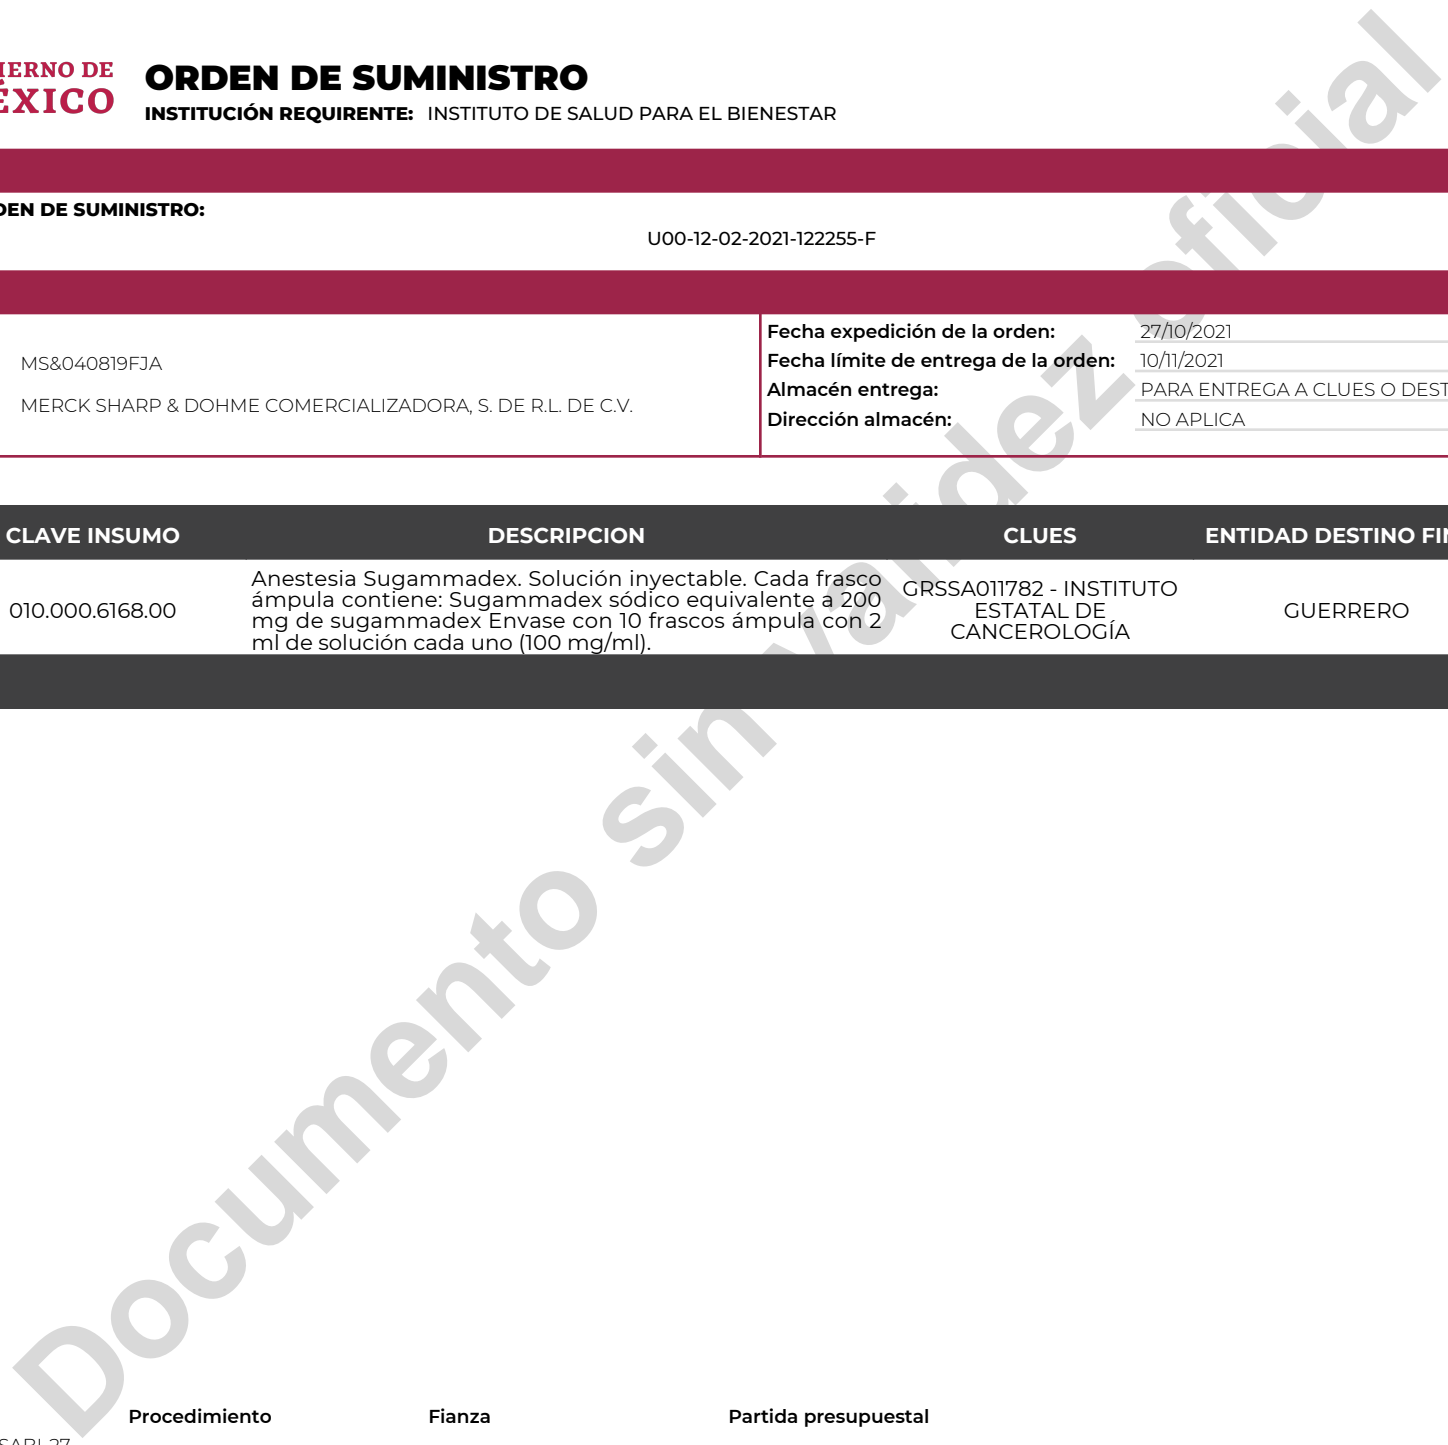 IERNO DE
ÉXICO
ORDEN DE SUMINISTRO
INSTITUCIÓN REQUIRENTE: INSTITUTO DE SALUD PARA EL BIENESTAR
DEN DE SUMINISTRO:
U00-12-02-2021-122255-F
MS&040819FJA
MERCK SHARP & DOHME COMERCIALIZADORA, S. DE R.L. DE C.V.
Fecha expedición de la orden: 27/10/2021
Fecha límite de entrega de la orden: 10/11/2021
Almacén entrega: PARA ENTREGA A CLUES O DEST
Dirección almacén: NO APLICA
CLAVE INSUMO DESCRIPCION CLUES ENTIDAD DESTINO FIN
010.000.6168.00
Anestesia Sugammadex. Solución inyectable. Cada frasco
ámpula contiene: Sugammadex sódico equivalente a 200
mg de sugammadex Envase con 10 frascos ámpula con 2
ml de solución cada uno (100 mg/ml).
GRSSA011782 - INSTITUTO
ESTATAL DE
CANCEROLOGÍA
GUERRERO
Documento sin validez oficial
Procedimiento Fianza Partida presupuestal